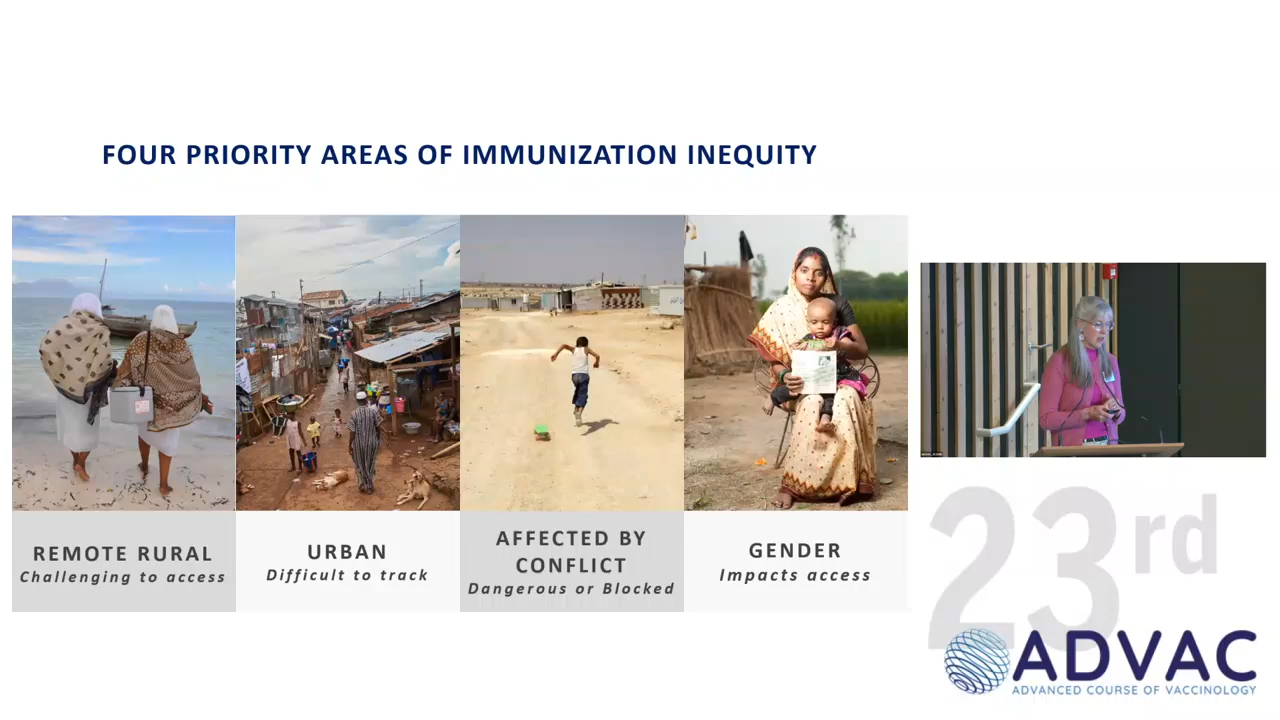 FOUR PRIORITY AREAS OF IMMUNIZATION INEQUITY
REMOTE RURAL
Challenging to access
URBAN
Difficult to track
AFFECTED BY
CONFLICT
Dangerous or Blocked
GENDER
Impacts access
23rd
ADVAC
ADVANCED COURSE OF VACCINOLOGY